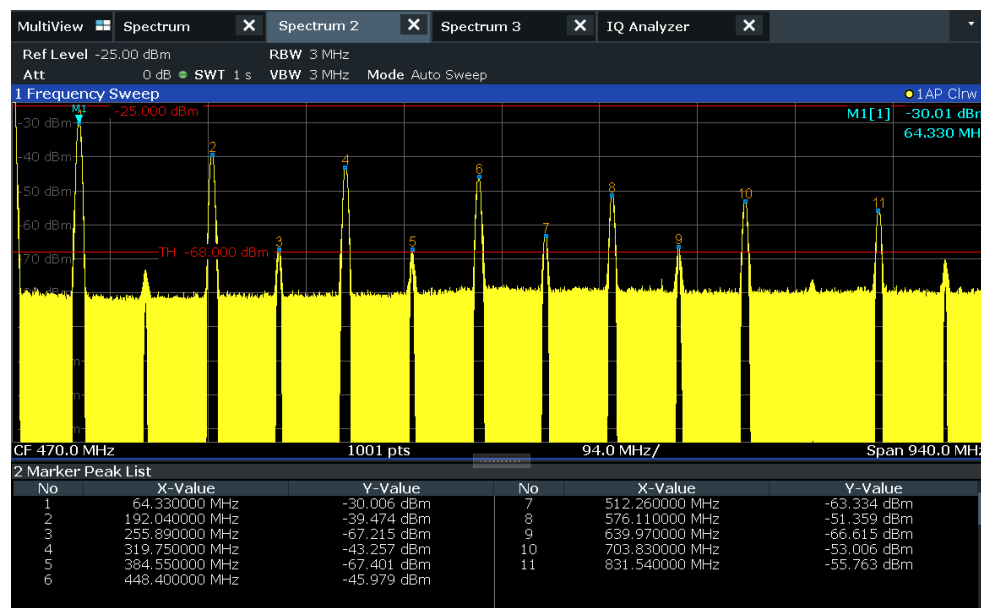 MultiView Spectrum X Spectrum 2 X Spectrum 3 X IQ Analyzer X
Ref Level -25.00 dBm RBW 3 MHz
Att 0 dB SWT 1 s VBW 3 MHz Mode Auto Sweep
1 Frequency Sweep 1AP Clrw
M1 -25.000 dBm M1[1] -30.01 dBm
-30 dBm 64.330 MH
2
-40 dBm 4
6
-50 dBm 8 10
11
-60 dBm 7
3 5 9
TH -68.000 dBm
-70 dBm
CF 470.0 MHz 1001 pts 94.0 MHz/ Span 940.0 MHz
2 Marker Peak List
No X-Value Y-Value No X-Value Y-Value
1 64.330000 MHz -30.006 dBm 7 512.260000 MHz -63.334 dBm
2 192.040000 MHz -39.474 dBm 8 576.110000 MHz -51.359 dBm
3 255.890000 MHz -67.215 dBm 9 639.970000 MHz -66.615 dBm
4 319.750000 MHz -43.257 dBm 10 703.830000 MHz -53.006 dBm
5 384.550000 MHz -67.401 dBm 11 831.540000 MHz -55.763 dBm
6 448.400000 MHz -45.979 dBm